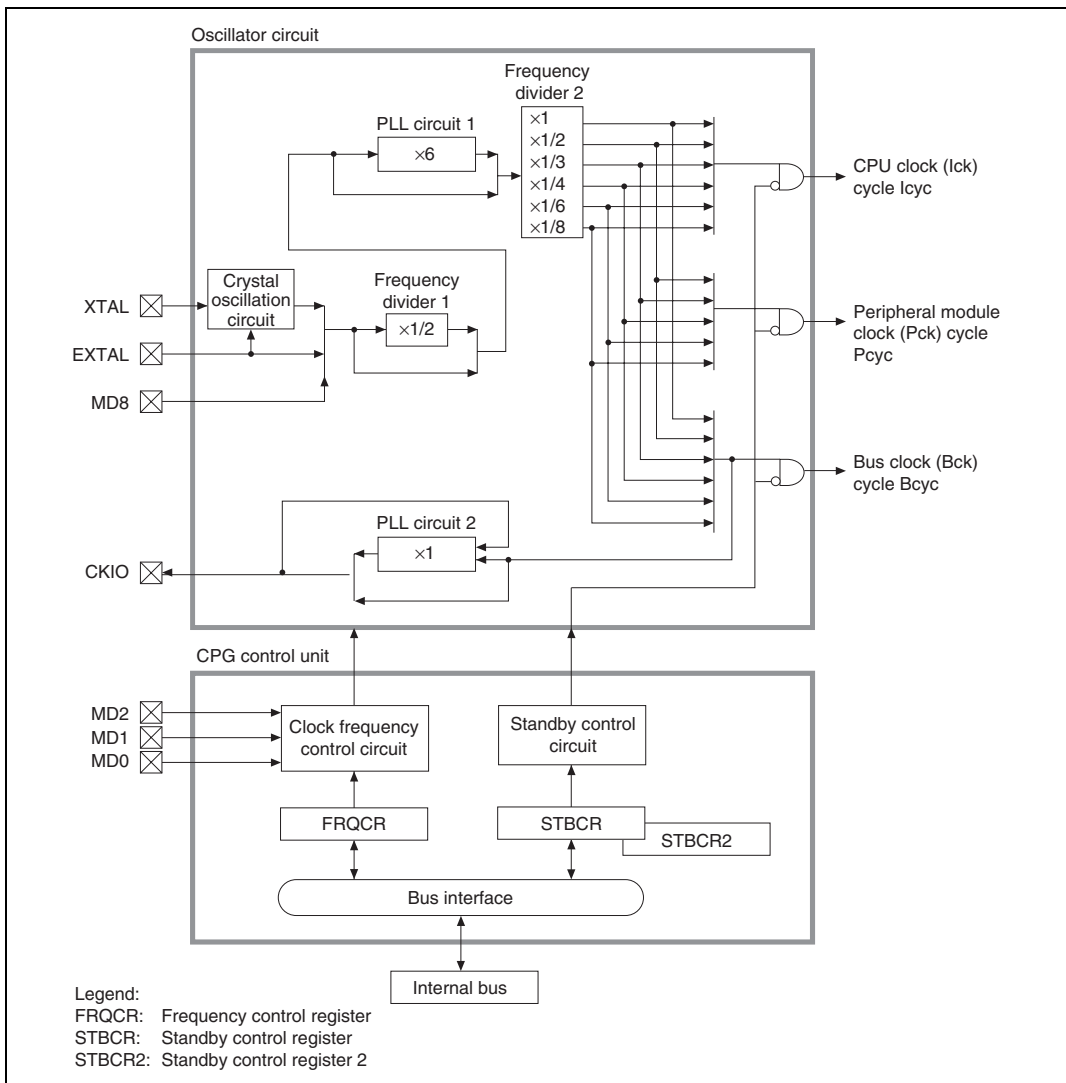 Oscillator circuit
Frequency
divider 2
PLL circuit 1
×6
×1
×1/2
×1/3
×1/4
×1/6
×1/8
CPU clock (Ick)
cycle Icyc
XTAL
Crystal
oscillation
circuit
Frequency
divider 1
×1/2
EXTAL
MD8
Peripheral module
clock (Pck) cycle
Pcyc
Bus clock (Bck)
cycle Bcyc
PLL circuit 2
×1
CKIO
CPG control unit
MD2
MD1
MD0
Clock frequency
control circuit
Standby control
circuit
FRQCR
STBCR
STBCR2
Bus interface
Internal bus
Legend:
FRQCR: Frequency control register
STBCR: Standby control register
STBCR2: Standby control register 2